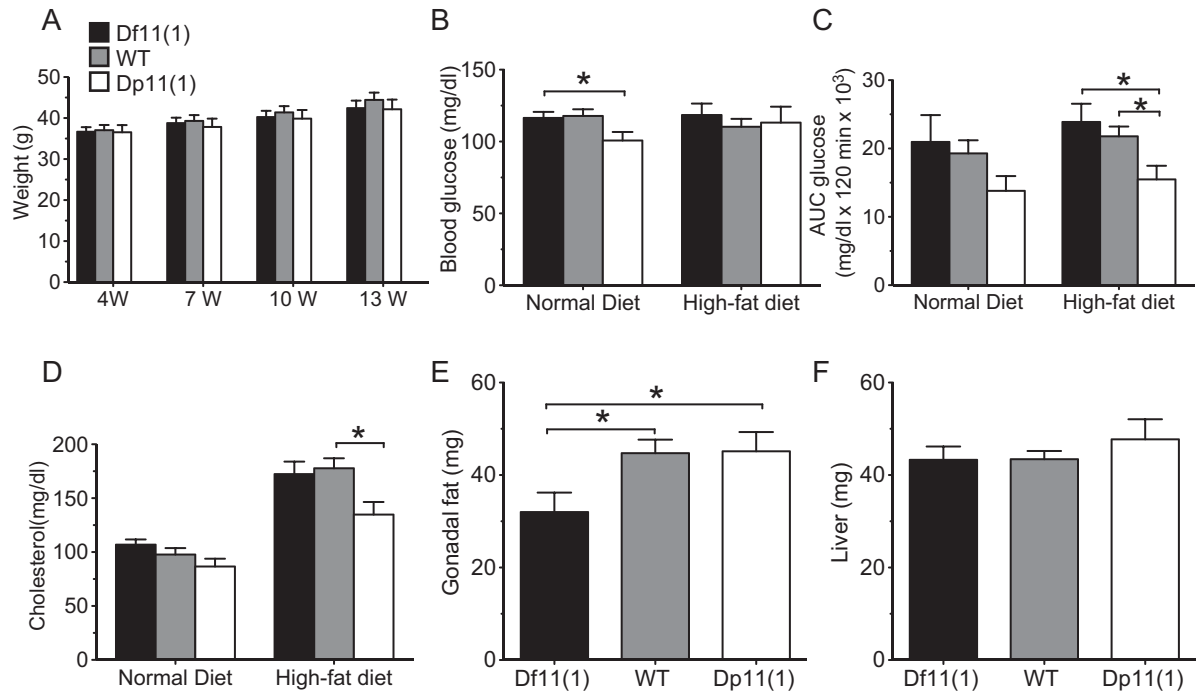 A
Df11(1)
WT
Dp11(1)
Weight (g)
50
40
30
20
10
0
4W 7 W 10 W 13 W
B
Blood glucose (mg/dl)
150
100
50
0
*
Normal Diet High-fat diet
C
AUC glucose
(mg/dl x 120 min x 10³)
30
20
10
0
*
*
Normal Diet High-fat diet
D
Cholesterol(mg/dl)
200
150
100
50
0
*
Normal Diet High-fat diet
E
Gonadal fat (mg)
60
40
20
0
*
*
Df11(1) WT Dp11(1)
F
Liver (mg)
60
40
20
0
Df11(1) WT Dp11(1)